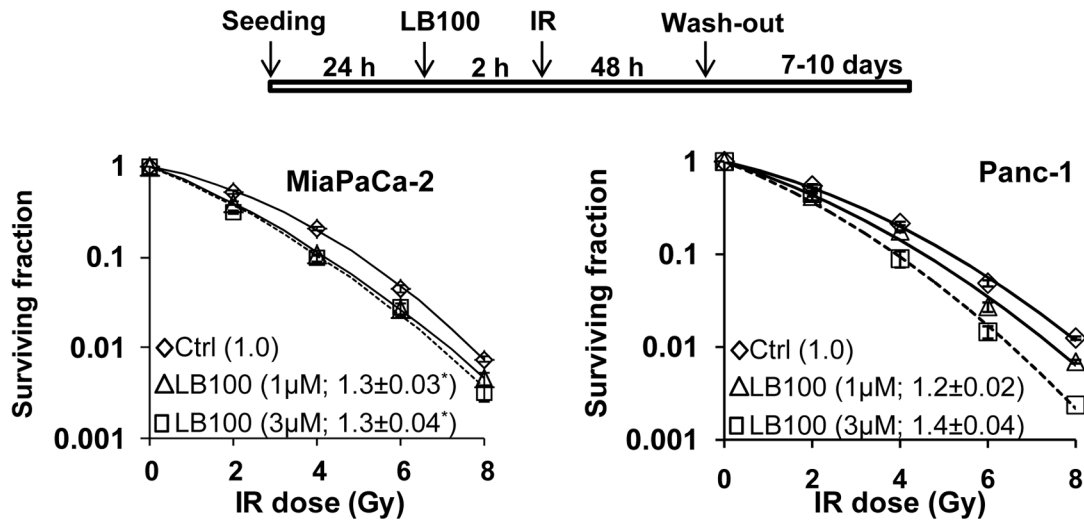 Seeding LB100 IR Wash-out
24 h 2 h 48 h 7-10 days
MiaPaCa-2
Surviving fraction
1
0.1
0.01
0.001
Ctrl (1.0)
LB100 (1µM; 1.3±0.03*)
LB100 (3µM; 1.3±0.04*)
0 2 4 6 8
IR dose (Gy)
Panc-1
Surviving fraction
1
0.1
0.01
0.001
Ctrl (1.0)
LB100 (1µM; 1.2±0.02)
LB100 (3µM; 1.4±0.04)
0 2 4 6 8
IR dose (Gy)